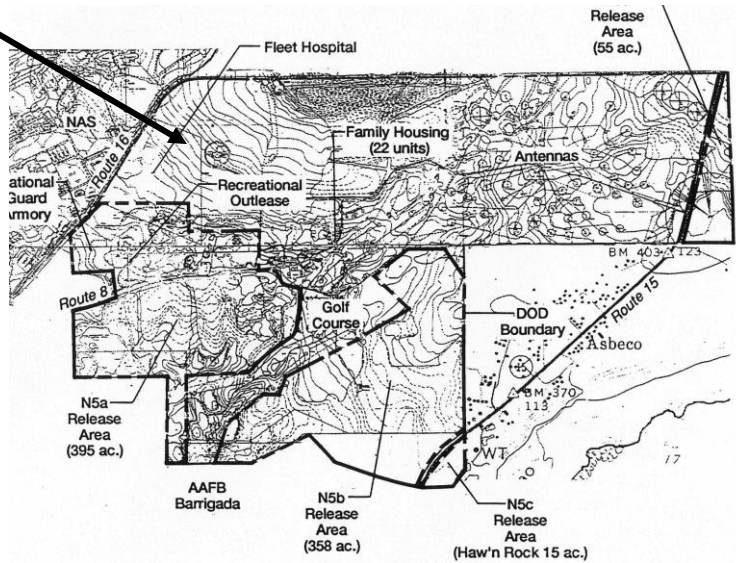 Release
Area
(55 ac.)
Fleet Hospital
NAS
Route 16
Family Housing
(22 units)
Antennas
ational
Guard
Armory
Recreational
Outlease
BM 403
123
Route 8
Route 15
Golf
Course
DOD
Boundary
Asbeco
BM 370
113
N5a
Release
Area
(395 ac.)
WT
17
AAFB
Barrigada
N5b
Release
Area
(358 ac.)
N5c
Release
Area
(Haw'n Rock 15 ac.)